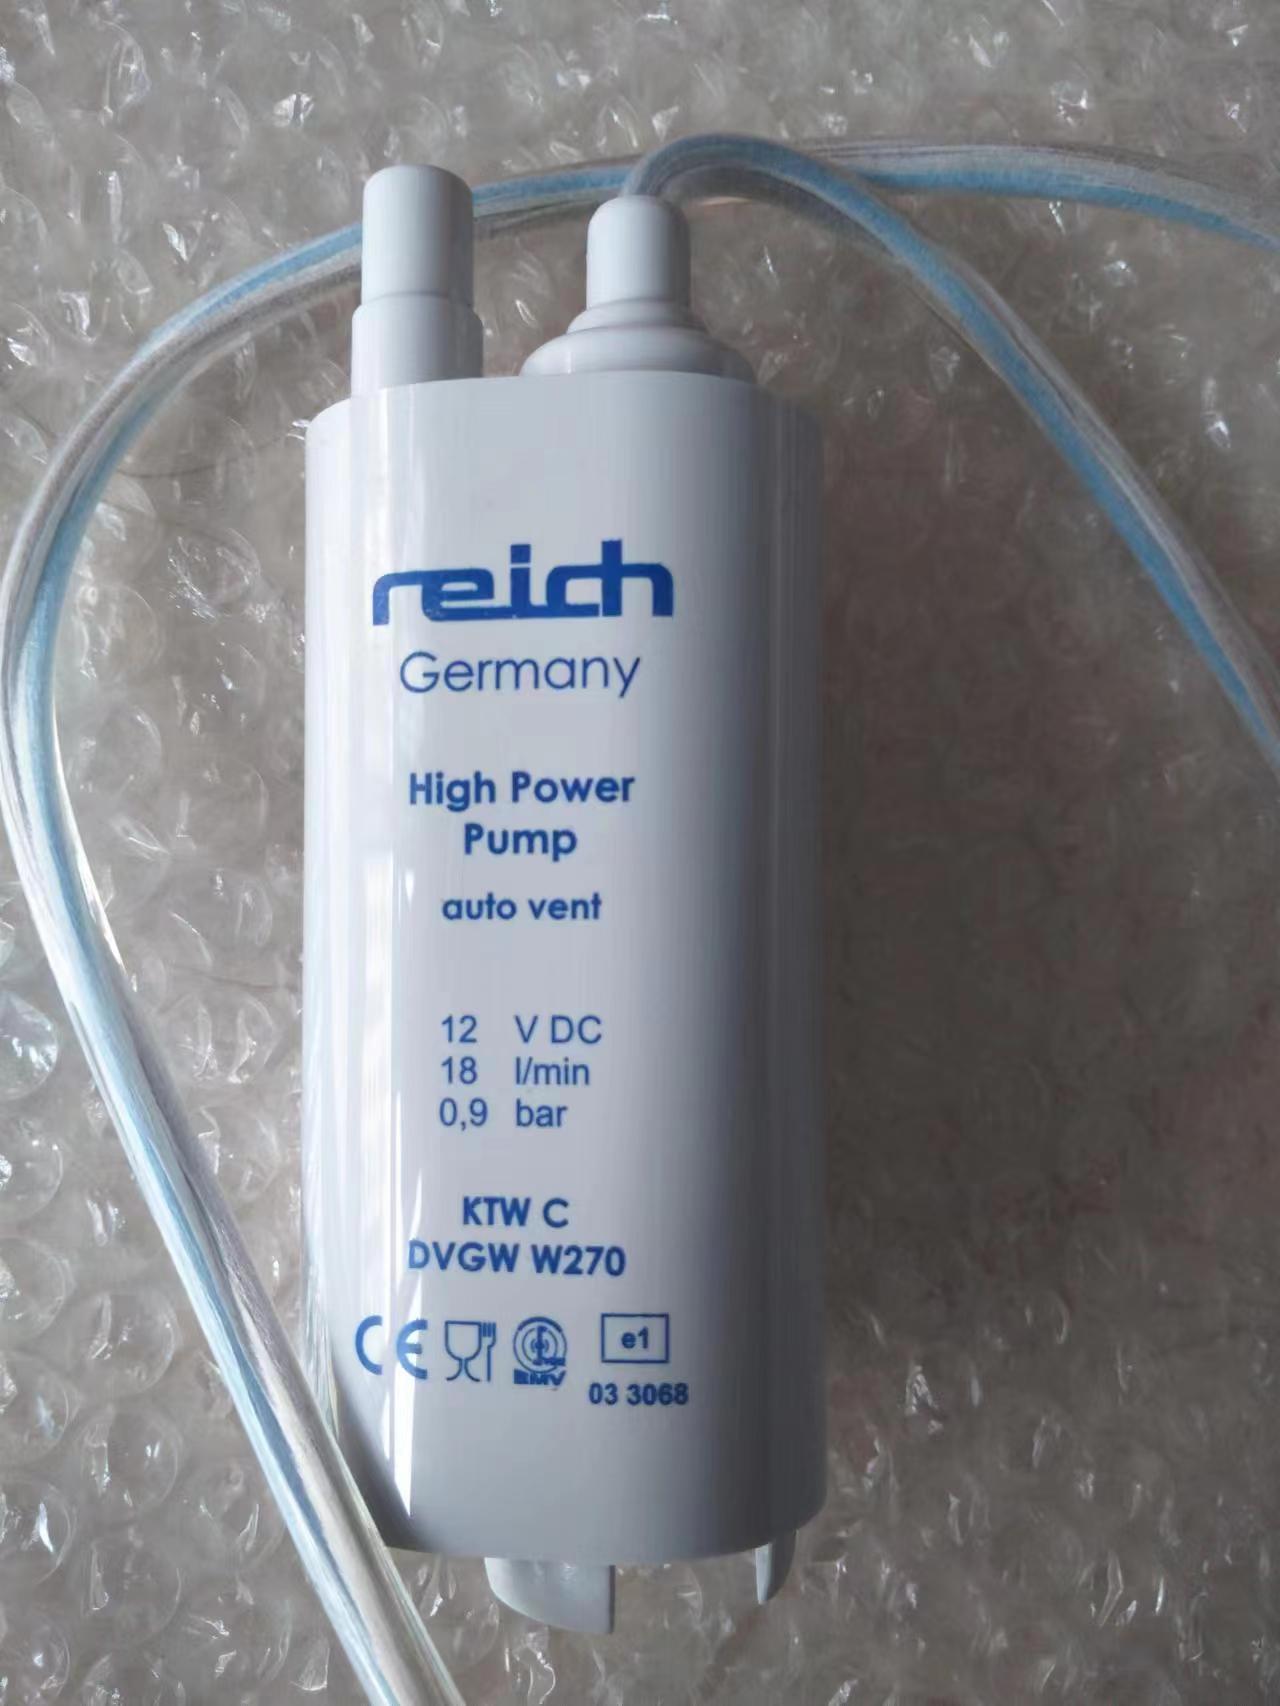 reich
Germany
High Power
Pump
auto vent
12 V DC
18 l/min
0,9 bar
KTW C
DVGW W270
CE
e1
EMV
03 3068